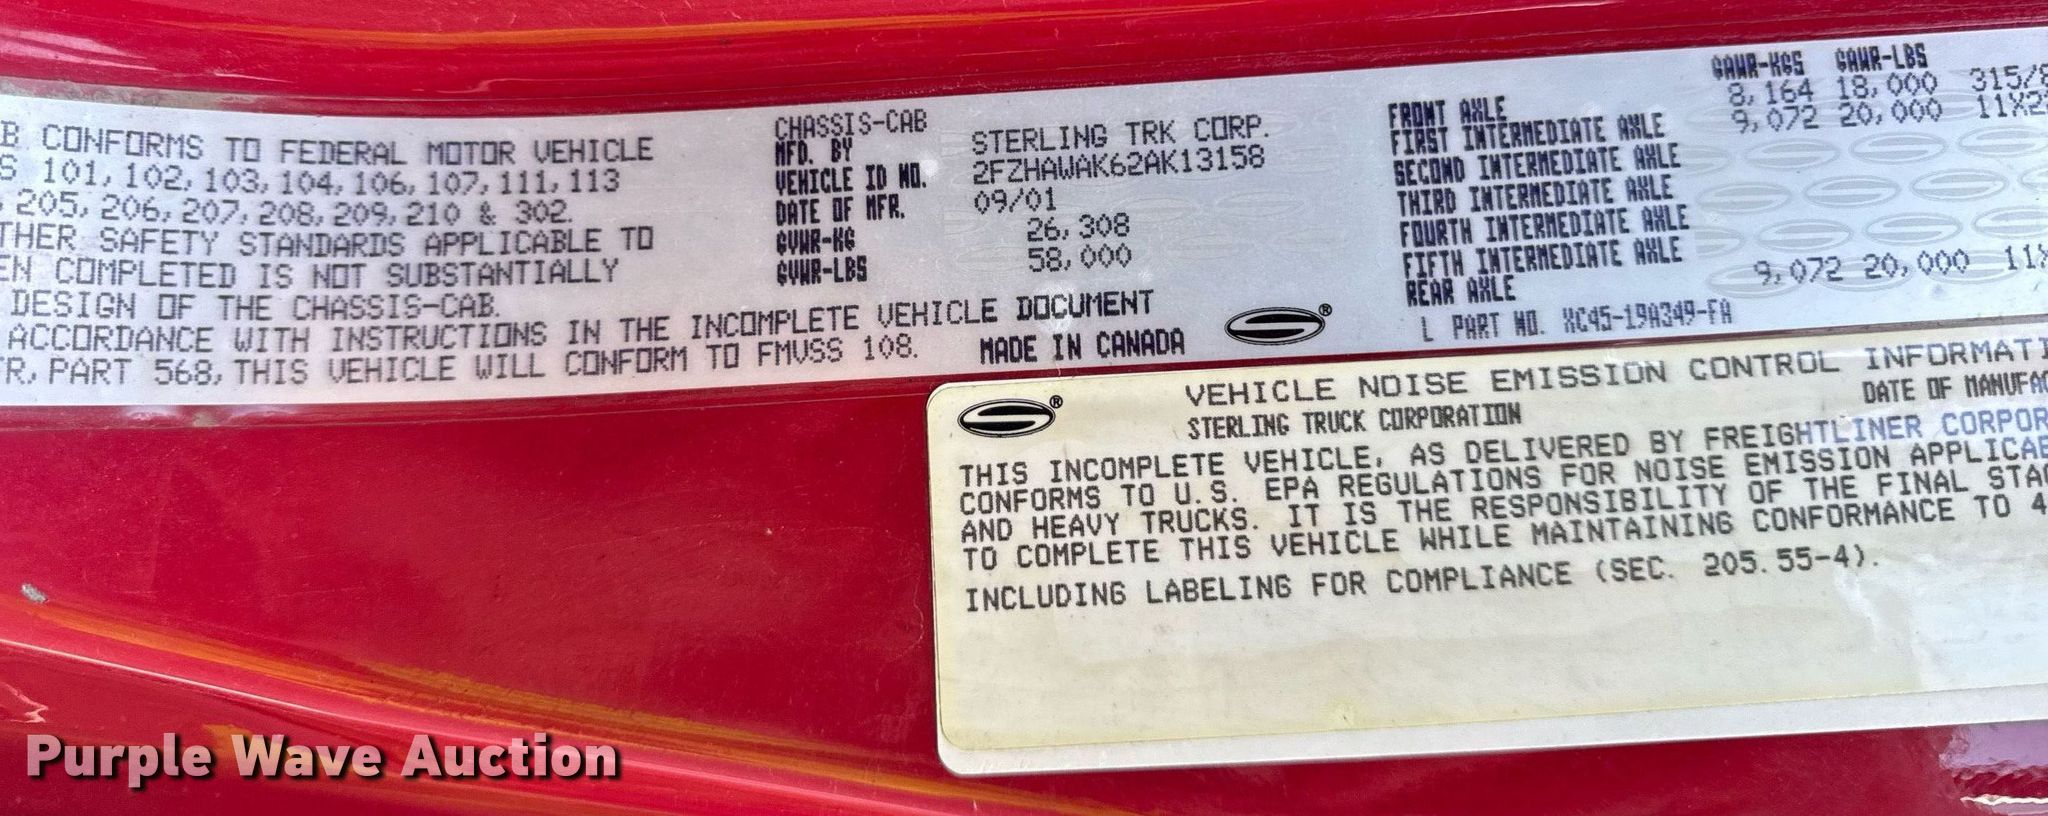 B CONFORMS TO FEDERAL MOTOR VEHICLE
S 101, 102, 103, 104, 106, 107, 111, 113
, 205, 206, 207, 208, 209, 210 & 302.
THER SAFETY STANDARDS APPLICABLE TO
EN COMPLETED IS NOT SUBSTANTIALLY
DESIGN OF THE CHASSIS-CAB.
ACCORDANCE WITH INSTRUCTIONS IN THE INCOMPLETE VEHICLE DOCUMENT
R, PART 568, THIS VEHICLE WILL CONFORM TO FMVSS 108.
CHASSIS-CAB
MFD. BY STERLING TRK CORP.
VEHICLE ID NO. 2FZHAWAK62AK13158
DATE OF MFR. 09/01
GVWR-KG 26,308
GVWR-LBS 58,000
MADE IN CANADA
®
GAWR-KGS GAWR-LBS
FRONT AXLE 8,164 18,000 315/8
FIRST INTERMEDIATE AXLE 9,072 20,000 11X2
SECOND INTERMEDIATE AXLE
THIRD INTERMEDIATE AXLE
FOURTH INTERMEDIATE AXLE
FIFTH INTERMEDIATE AXLE
REAR AXLE 9,072 20,000 11X
L PART NO. XC45-19A349-FA
®
VEHICLE NOISE EMISSION CONTROL INFORMATI
STERLING TRUCK CORPORATION
DATE OF MANUFAC
THIS INCOMPLETE VEHICLE, AS DELIVERED BY FREIGHTLINER CORPOR
CONFORMS TO U.S. EPA REGULATIONS FOR NOISE EMISSION APPLICAB
AND HEAVY TRUCKS. IT IS THE RESPONSIBILITY OF THE FINAL STAG
TO COMPLETE THIS VEHICLE WHILE MAINTAINING CONFORMANCE TO 4
INCLUDING LABELING FOR COMPLIANCE (SEC. 205.55-4).
Purple Wave Auction